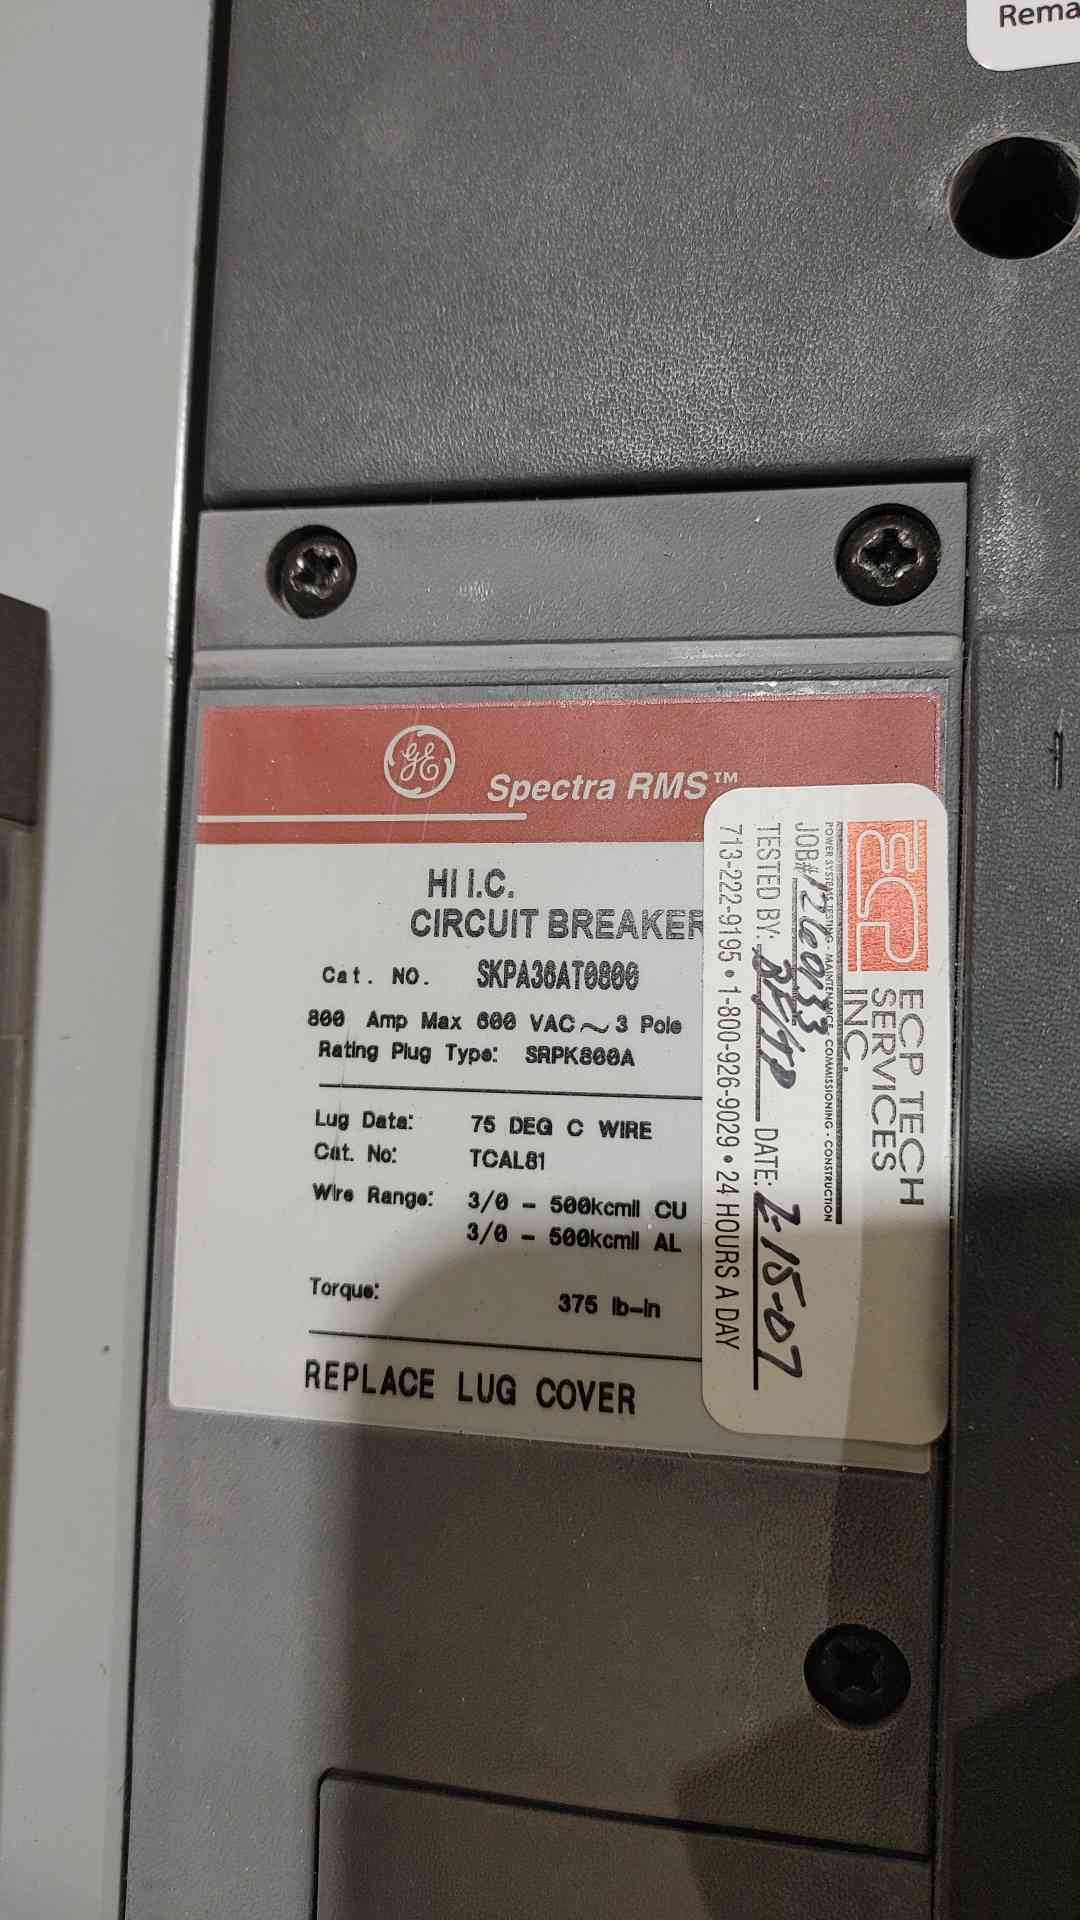 Rema
GE
Spectra RMS™
HI I.C.
CIRCUIT BREAKER
Cat. NO. SKPA36AT0800
800 Amp Max 600 VAC ~ 3 Pole
Rating Plug Type: SRPK800A
Lug Data: 75 DEG C WIRE
Cat. No: TCAL81
Wire Range: 3/0 - 500kcmil CU
3/0 - 500kcmil AL
Torque: 375 lb-in
REPLACE LUG COVER
ECP
ECP TECH
SERVICES
INC.
POWER SYSTEMS TESTING • MAINTENANCE • COMMISSIONING • CONSTRUCTION
JOB#
TESTED BY: DATE: 2-15-07
713-222-9195 • 1-800-926-9029 • 24 HOURS A DAY